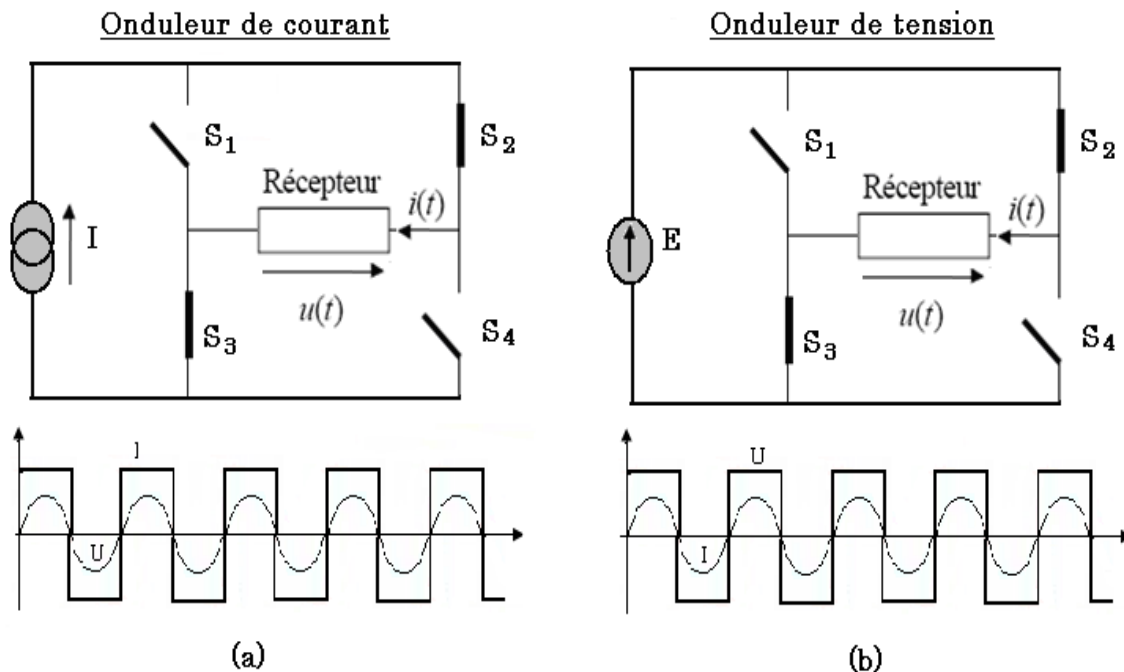 Onduleur de courant
S1
S2
Récepteur
i(t)
I
u(t)
S3
S4
I
U
(a)
Onduleur de tension
S1
S2
Récepteur
i(t)
E
u(t)
S3
S4
U
I
(b)